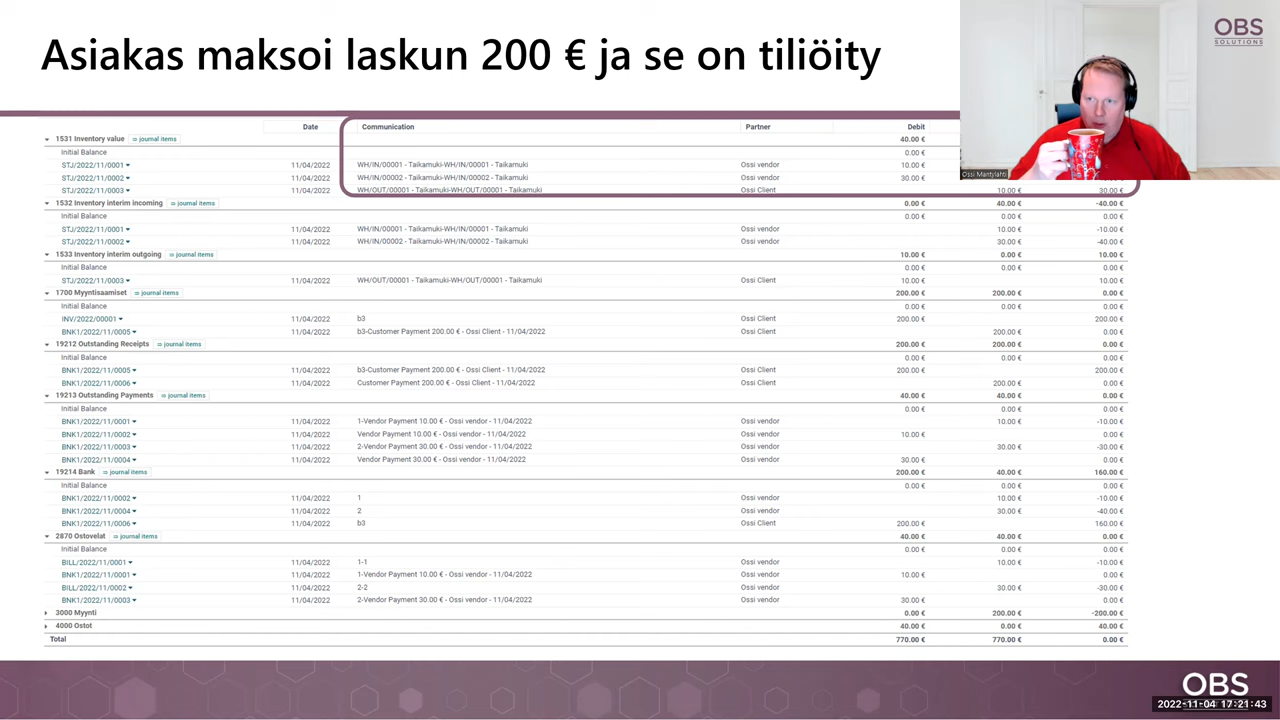 Asiakas maksoi laskun 200 € ja se on tiliöity
OBS
SOLUTIONS
Ossi Mäntylahti
Date Communication Partner Debit
1531 Inventory value journal items 40.00 €
Initial Balance 0.00 €
STJ/2022/11/0001 11/04/2022 WH/IN/00001 - Taikamuki-WH/IN/00001 - Taikamuki Ossi vendor 10.00 €
STJ/2022/11/0002 11/04/2022 WH/IN/00002 - Taikamuki-WH/IN/00002 - Taikamuki Ossi vendor 30.00 €
STJ/2022/11/0003 11/04/2022 WH/OUT/00001 - Taikamuki-WH/OUT/00001 - Taikamuki Ossi Client 10.00 € 30.00 €
1532 Inventory interim incoming journal items 0.00 € 40.00 € -40.00 €
Initial Balance 0.00 € 0.00 € 0.00 €
STJ/2022/11/0001 11/04/2022 WH/IN/00001 - Taikamuki-WH/IN/00001 - Taikamuki Ossi vendor 10.00 € -10.00 €
STJ/2022/11/0002 11/04/2022 WH/IN/00002 - Taikamuki-WH/IN/00002 - Taikamuki Ossi vendor 30.00 € -40.00 €
1533 Inventory interim outgoing journal items 10.00 € 0.00 € 10.00 €
Initial Balance 0.00 € 0.00 € 0.00 €
STJ/2022/11/0003 11/04/2022 WH/OUT/00001 - Taikamuki-WH/OUT/00001 - Taikamuki Ossi Client 10.00 € 10.00 €
1700 Myyntisaamiset journal items 200.00 € 200.00 € 0.00 €
Initial Balance 0.00 € 0.00 € 0.00 €
INV/2022/00001 11/04/2022 b3 Ossi Client 200.00 € 200.00 €
BNK1/2022/11/0005 11/04/2022 b3-Customer Payment 200.00 € - Ossi Client - 11/04/2022 Ossi Client 200.00 € 0.00 €
19212 Outstanding Receipts journal items 200.00 € 200.00 € 0.00 €
Initial Balance 0.00 € 0.00 € 0.00 €
BNK1/2022/11/0005 11/04/2022 b3-Customer Payment 200.00 € - Ossi Client - 11/04/2022 Ossi Client 200.00 € 200.00 €
BNK1/2022/11/0006 11/04/2022 Customer Payment 200.00 € - Ossi Client - 11/04/2022 Ossi Client 200.00 € 0.00 €
19213 Outstanding Payments journal items 40.00 € 40.00 € 0.00 €
Initial Balance 0.00 € 0.00 € 0.00 €
BNK1/2022/11/0001 11/04/2022 1-Vendor Payment 10.00 € - Ossi vendor - 11/04/2022 Ossi vendor 10.00 € -10.00 €
BNK1/2022/11/0002 11/04/2022 Vendor Payment 10.00 € - Ossi vendor - 11/04/2022 Ossi vendor 10.00 € 0.00 €
BNK1/2022/11/0003 11/04/2022 2-Vendor Payment 30.00 € - Ossi vendor - 11/04/2022 Ossi vendor 30.00 € -30.00 €
BNK1/2022/11/0004 11/04/2022 Vendor Payment 30.00 € - Ossi vendor - 11/04/2022 Ossi vendor 30.00 € 0.00 €
19214 Bank journal items 200.00 € 40.00 € 160.00 €
Initial Balance 0.00 € 0.00 € 0.00 €
BNK1/2022/11/0002 11/04/2022 1 Ossi vendor 10.00 € -10.00 €
BNK1/2022/11/0004 11/04/2022 2 Ossi vendor 30.00 € -40.00 €
BNK1/2022/11/0006 11/04/2022 b3 Ossi Client 200.00 € 160.00 €
2870 Ostovelat journal items 40.00 € 40.00 € 0.00 €
Initial Balance 0.00 € 0.00 € 0.00 €
BILL/2022/11/0001 11/04/2022 1-1 Ossi vendor 10.00 € -10.00 €
BNK1/2022/11/0001 11/04/2022 1-Vendor Payment 10.00 € - Ossi vendor - 11/04/2022 Ossi vendor 10.00 € 0.00 €
BILL/2022/11/0002 11/04/2022 2-2 Ossi vendor 30.00 € -30.00 €
BNK1/2022/11/0003 11/04/2022 2-Vendor Payment 30.00 € - Ossi vendor - 11/04/2022 Ossi vendor 30.00 € 0.00 €
3000 Myynti 0.00 € 200.00 € -200.00 €
4000 Ostot 40.00 € 0.00 € 40.00 €
Total 770.00 € 770.00 € 0.00 €
OBS
2022-11-04 17:21:43